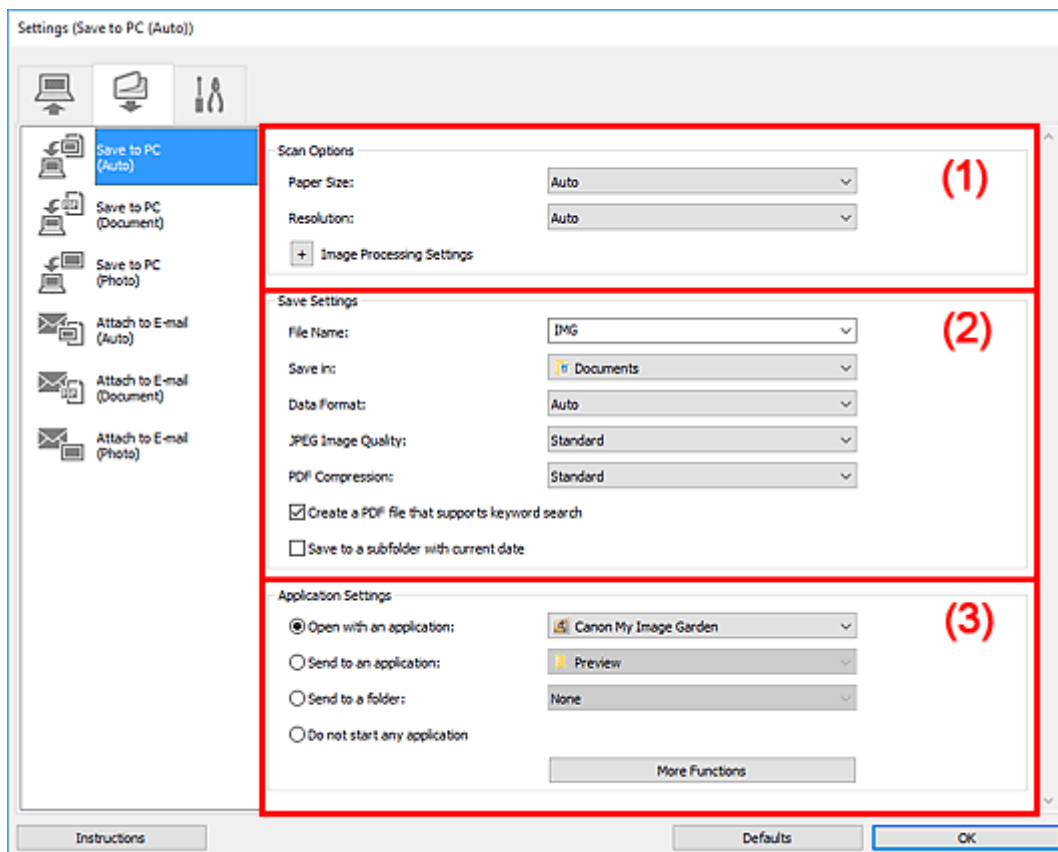 Settings (Save to PC (Auto))
Save to PC
(Auto)
Save to PC
(Document)
Save to PC
(Photo)
Attach to E-mail
(Auto)
Attach to E-mail
(Document)
Attach to E-mail
(Photo)
Scan Options
(1)
Paper Size: Auto
Resolution: Auto
+ Image Processing Settings
Save Settings
(2)
File Name: IMG
Save in: Documents
Data Format: Auto
JPEG Image Quality: Standard
PDF Compression: Standard
Create a PDF file that supports keyword search
Save to a subfolder with current date
Application Settings
(3)
Open with an application: Canon My Image Garden
Send to an application: Preview
Send to a folder: None
Do not start any application
More Functions
Instructions Defaults OK